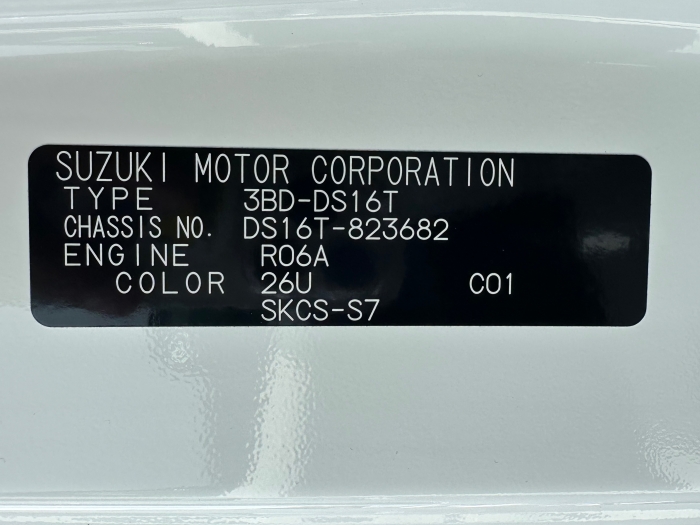 SUZUKI MOTOR CORPORATION
TYPE 3BD-DS16T
CHASSIS NO. DS16T-823682
ENGINE R06A
COLOR 26U C01
SKCS-S7